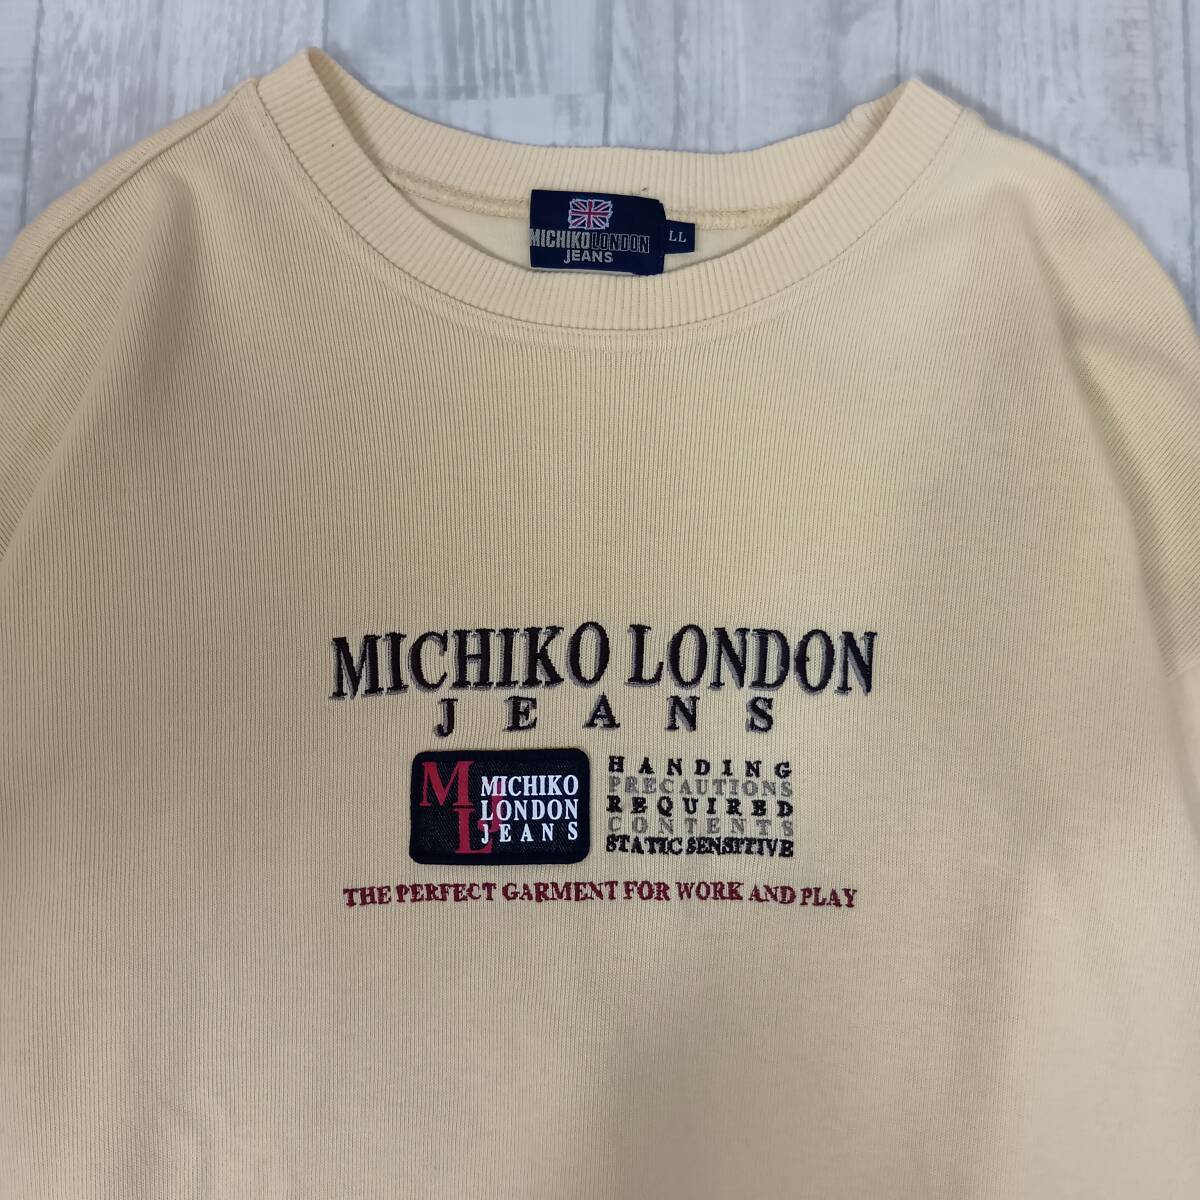 MICHIKO LONDON
JEANS
LL
MICHIKO LONDON
JEANS
ML
MICHIKO
LONDON
JEANS
HANDING
PRECAUTIONS
REQUIRED
CONTENTS
STATIC SENSITIVE
THE PERFECT GARMENT FOR WORK AND PLAY